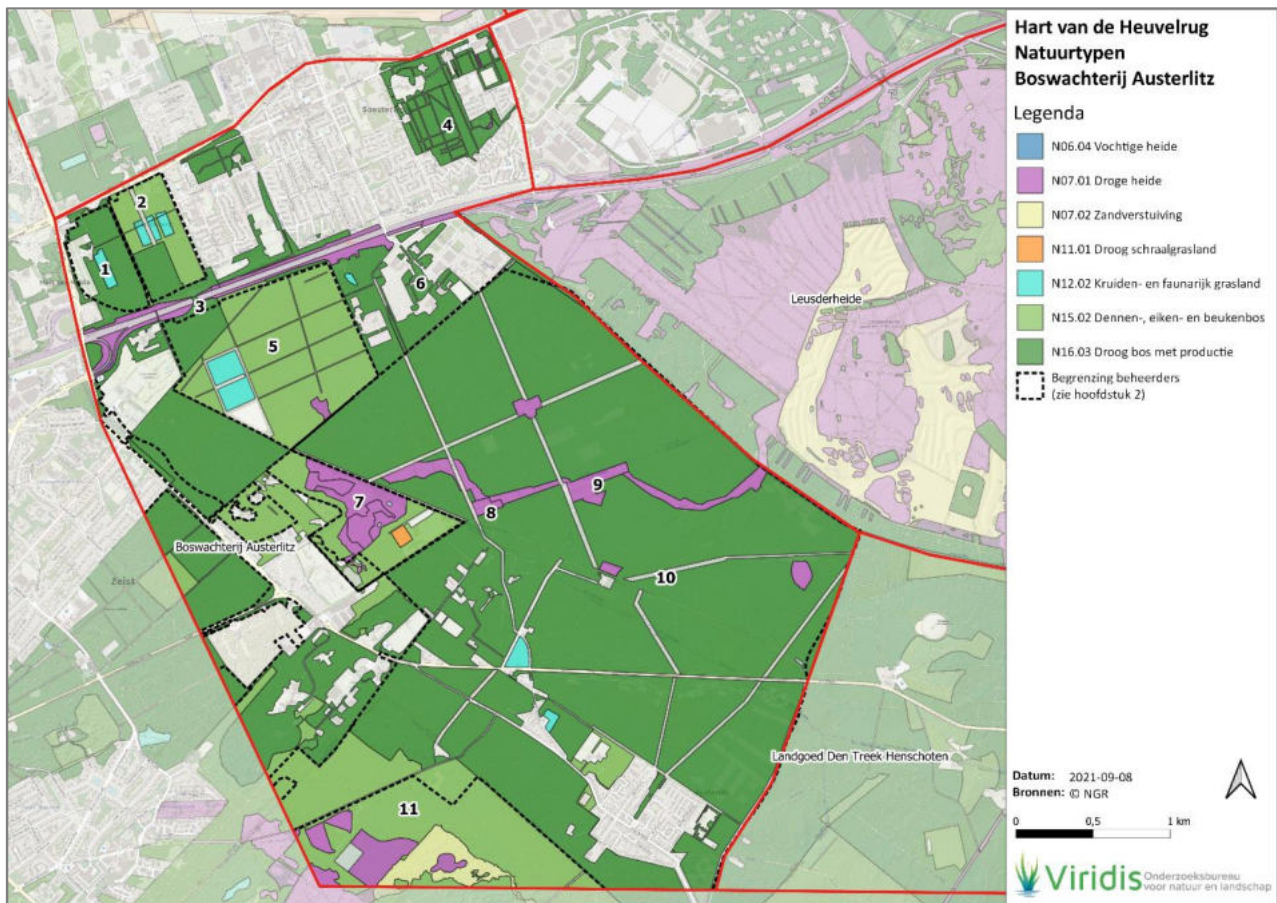 Hart van de Heuvelrug
Natuurtypen
Boswachterij Austerlitz
Legenda
N06.04 Vochtige heide
N07.01 Droge heide
N07.02 Zandverstuiving
N11.01 Droog schraalgrasland
N12.02 Kruiden- en faunarijk grasland
N15.02 Dennen-, eiken- en beukenbos
N16.03 Droog bos met productie
Begrenzing beheerders
(zie hoofdstuk 2)
4
2
1
3
6
5
Leusderheide
7
9
8
Boswachterij Austerlitz
Zeist
10
Landgoed Den Treek Henschoten
11
Datum: 2021-09-08
Bronnen: © NGR
0 0,5 1 km
Viridis Onderzoeksbureau
voor natuur en landschap